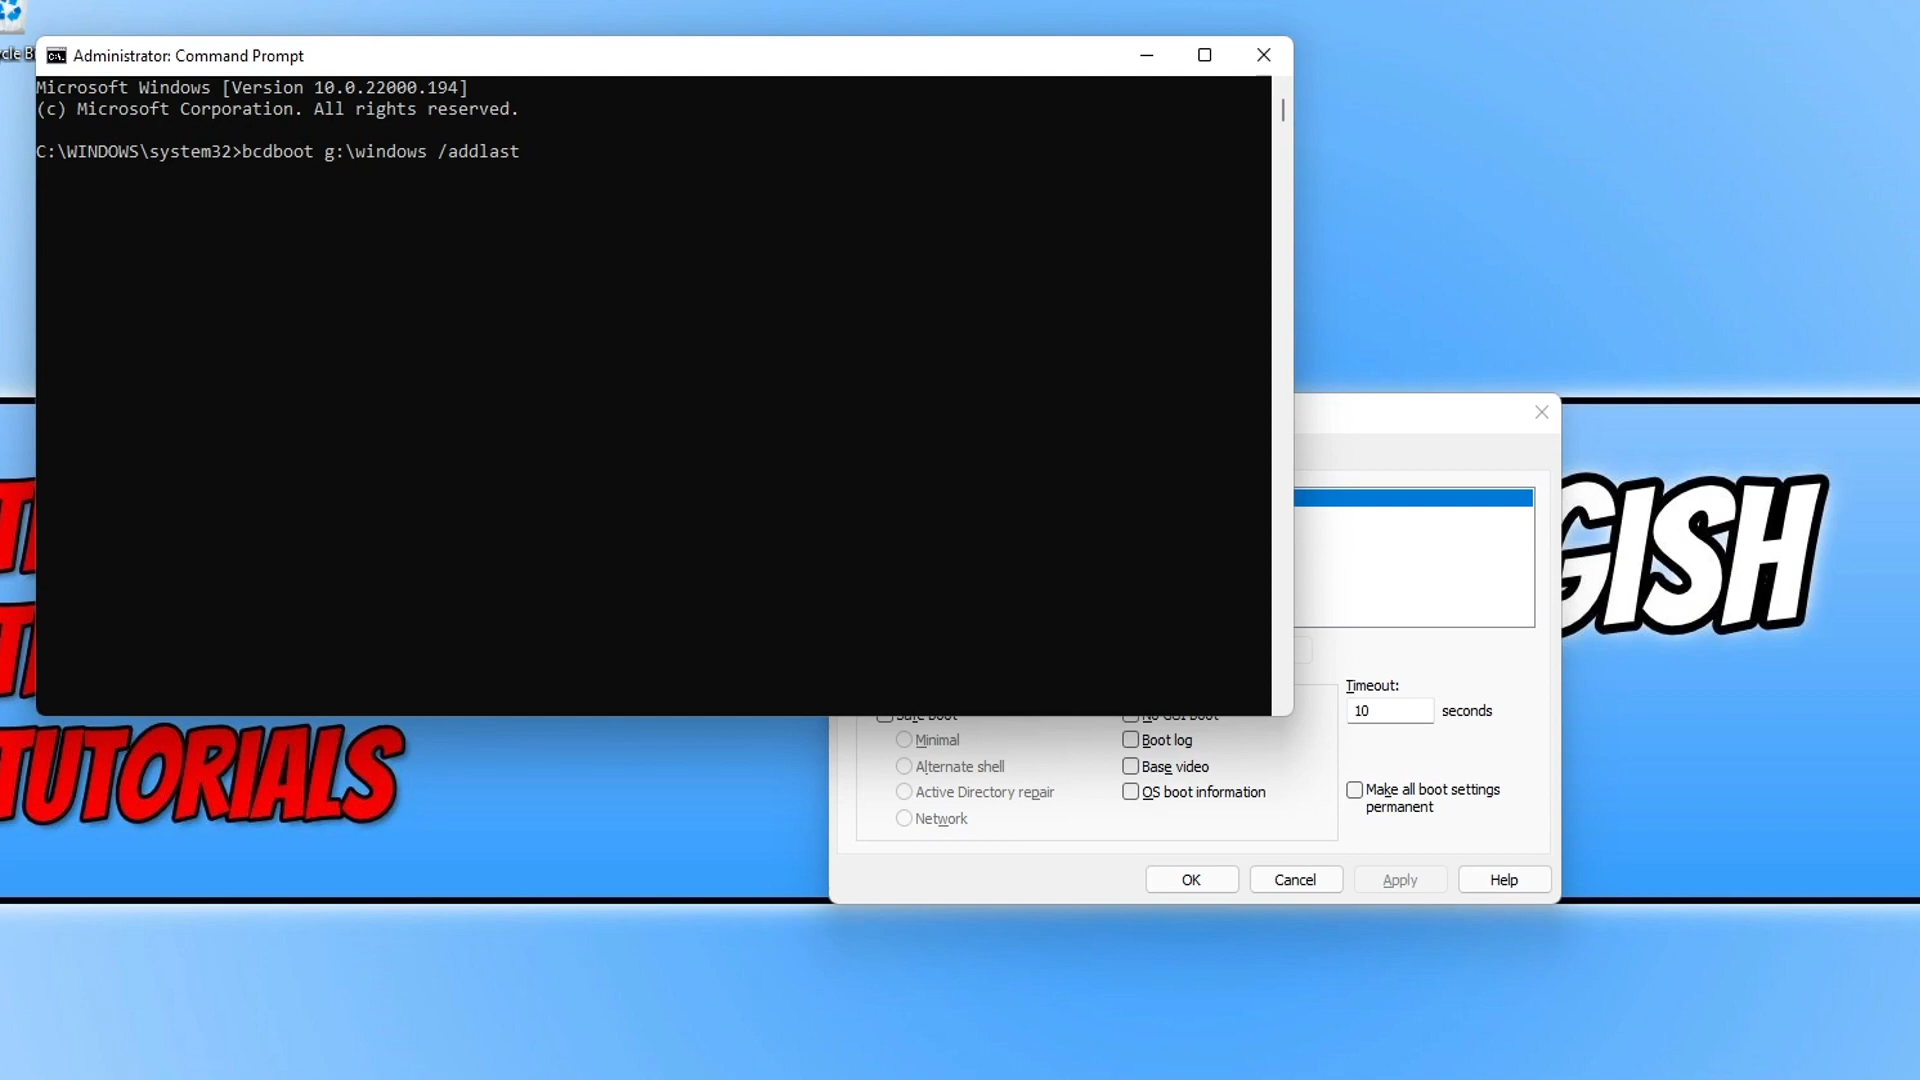 Administrator: Command Prompt
Microsoft Windows [Version 10.0.22000.194]
(c) Microsoft Corporation. All rights reserved.
C:\WINDOWS\system32>bcdboot g:\windows /addlast
GISH
TUTORIALS
Timeout:
10 seconds
Safe boot
No GUI boot
Minimal
Boot log
Alternate shell
Base video
Active Directory repair
OS boot information
Network
Make all boot settings
permanent
OK
Cancel
Apply
Help